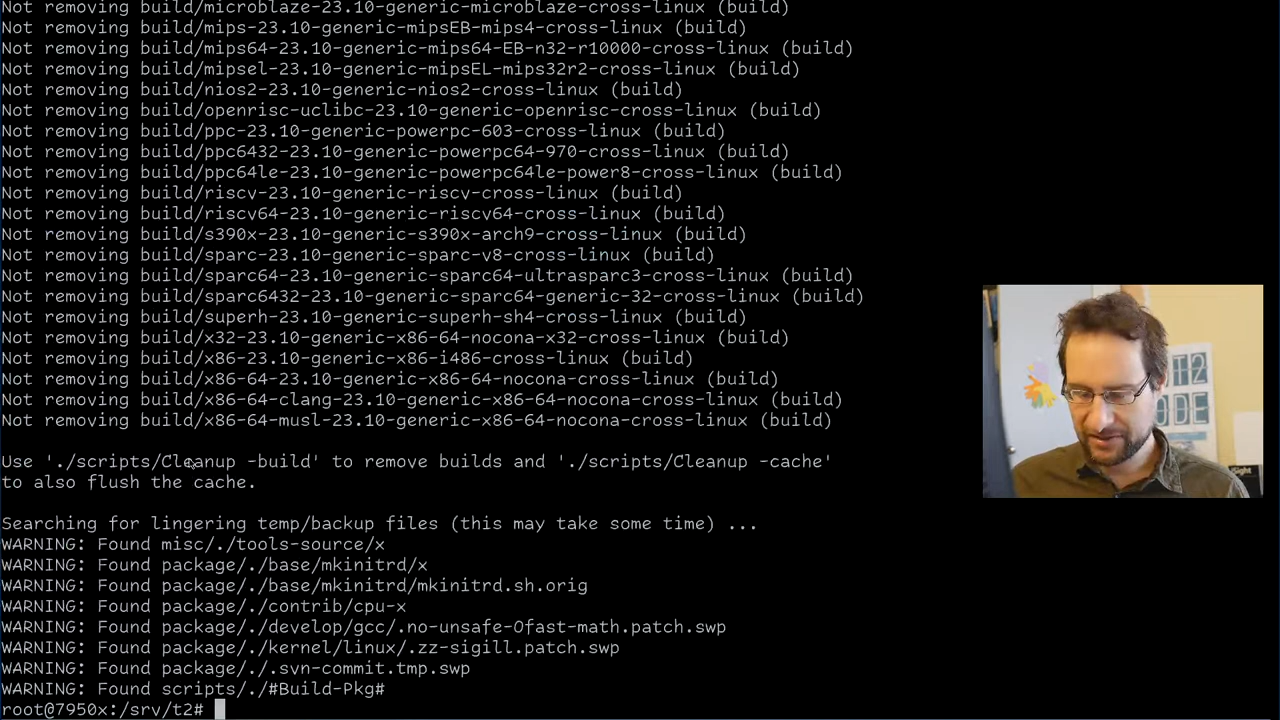 Not removing build/microblaze-23.10-generic-microblaze-cross-linux (build)
Not removing build/mips-23.10-generic-mipsEB-mips4-cross-linux (build)
Not removing build/mips64-23.10-generic-mips64-EB-n32-r10000-cross-linux (build)
Not removing build/mipsel-23.10-generic-mipsEL-mips32r2-cross-linux (build)
Not removing build/nios2-23.10-generic-nios2-cross-linux (build)
Not removing build/openrisc-uclibc-23.10-generic-openrisc-cross-linux (build)
Not removing build/ppc-23.10-generic-powerpc-603-cross-linux (build)
Not removing build/ppc6432-23.10-generic-powerpc64-970-cross-linux (build)
Not removing build/ppc64le-23.10-generic-powerpc64le-power8-cross-linux (build)
Not removing build/riscv-23.10-generic-riscv-cross-linux (build)
Not removing build/riscv64-23.10-generic-riscv64-cross-linux (build)
Not removing build/s390x-23.10-generic-s390x-arch9-cross-linux (build)
Not removing build/sparc-23.10-generic-sparc-v8-cross-linux (build)
Not removing build/sparc64-23.10-generic-sparc64-ultrasparc3-cross-linux (build)
Not removing build/sparc6432-23.10-generic-sparc64-generic-32-cross-linux (build)
Not removing build/superh-23.10-generic-superh-sh4-cross-linux (build)
Not removing build/x32-23.10-generic-x86-64-nocona-x32-cross-linux (build)
Not removing build/x86-23.10-generic-x86-i486-cross-linux (build)
Not removing build/x86-64-23.10-generic-x86-64-nocona-cross-linux (build)
Not removing build/x86-64-clang-23.10-generic-x86-64-nocona-cross-linux (build)
Not removing build/x86-64-musl-23.10-generic-x86-64-nocona-cross-linux (build)
Use './scripts/Cleanup -build' to remove builds and './scripts/Cleanup -cache'
to also flush the cache.
Searching for lingering temp/backup files (this may take some time) ...
WARNING: Found misc/./tools-source/x
WARNING: Found package/./base/mkinitrd/x
WARNING: Found package/./base/mkinitrd/mkinitrd.sh.orig
WARNING: Found package/./contrib/cpu-x
WARNING: Found package/./develop/gcc/.no-unsafe-Ofast-math.patch.swp
WARNING: Found package/./kernel/linux/.zz-sigill.patch.swp
WARNING: Found package/./.svn-commit.tmp.swp
WARNING: Found scripts/./#Build-Pkg#
root@7950x:/srv/t2#
T2
ODE